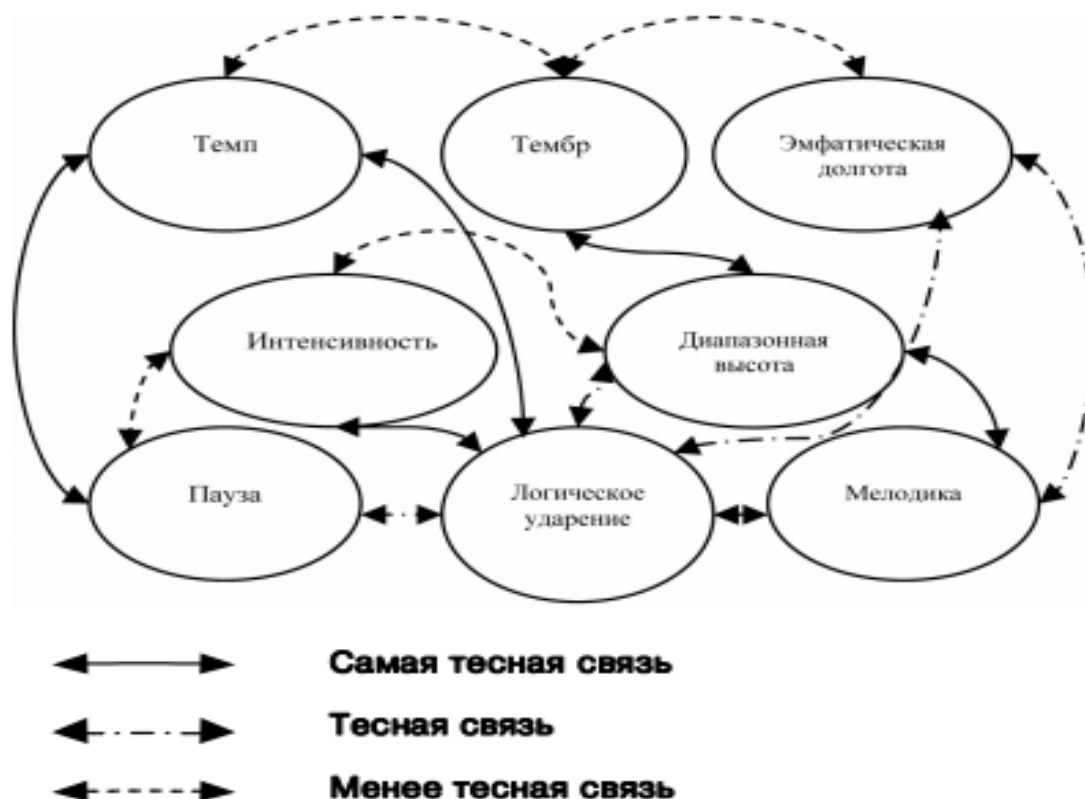 Темп
Тембр
Эмфатическая
долгота
Интенсивность
Диапазонная
высота
Пауза
Логическое
ударение
Мелодика
Самая тесная связь
Тесная связь
Менее тесная связь